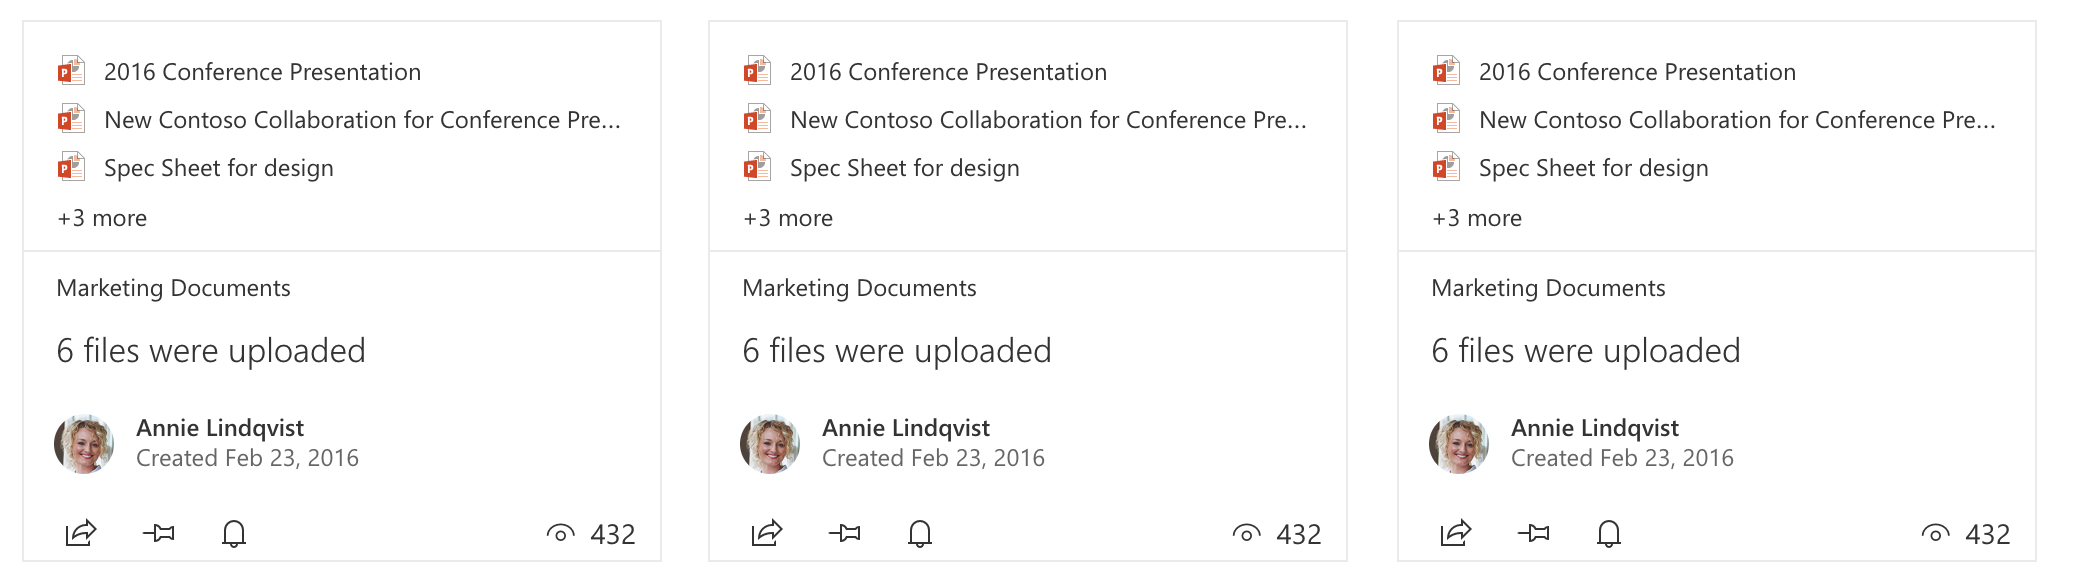 2016 Conference Presentation
New Contoso Collaboration for Conference Pre...
Spec Sheet for design
+3 more
Marketing Documents
6 files were uploaded
Annie Lindqvist
Created Feb 23, 2016
432
2016 Conference Presentation
New Contoso Collaboration for Conference Pre...
Spec Sheet for design
+3 more
Marketing Documents
6 files were uploaded
Annie Lindqvist
Created Feb 23, 2016
432
2016 Conference Presentation
New Contoso Collaboration for Conference Pre...
Spec Sheet for design
+3 more
Marketing Documents
6 files were uploaded
Annie Lindqvist
Created Feb 23, 2016
432